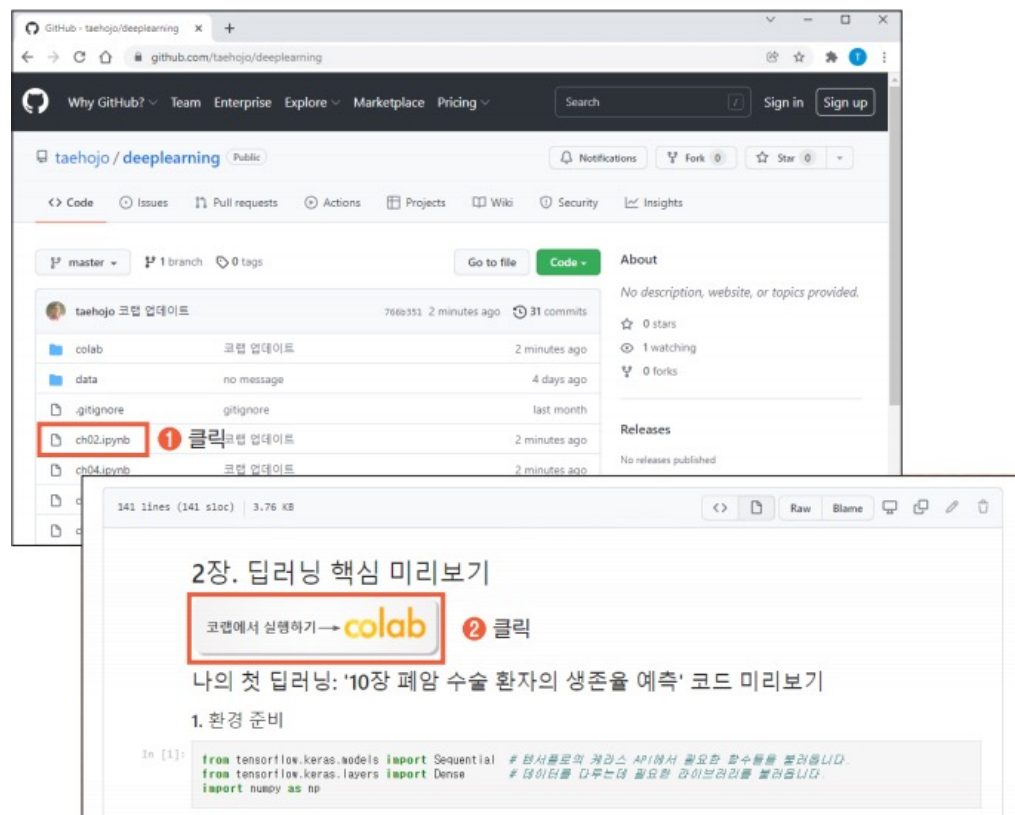 GitHub - taehojo/deeplearning
github.com/taehojo/deeplearning
T
Why GitHub? Team Enterprise Explore Marketplace Pricing Search / Sign in Sign up
taehojo / deeplearning Public
Notifications Fork 0 Star 0
<> Code Issues Pull requests Actions Projects Wiki Security Insights
master 1 branch 0 tags Go to file Code
About
No description, website, or topics provided.
taehojo 코랩 업데이트 766b351 2 minutes ago 31 commits
0 stars
colab 코랩 업데이트 2 minutes ago
1 watching
data no message 4 days ago
0 forks
.gitignore gitignore last month
Releases
ch02.ipynb 1 클릭 코랩 업데이트 2 minutes ago
No releases published
ch04.ipynb 코랩 업데이트 2 minutes ago
141 lines (141 sloc) 3.76 KB
<> Raw Blame
2장. 딥러닝 핵심 미리보기
코랩에서 실행하기 → colab 2 클릭
나의 첫 딥러닝: '10장 폐암 수술 환자의 생존율 예측' 코드 미리보기
1. 환경 준비
In [1]: from tensorflow.keras.models import Sequential # 텐서플로의 케라스 API에서 필요한 함수들을 불러옵니다.
from tensorflow.keras.layers import Dense # 데이터를 다루는데 필요한 라이브러리를 불러옵니다.
import numpy as np